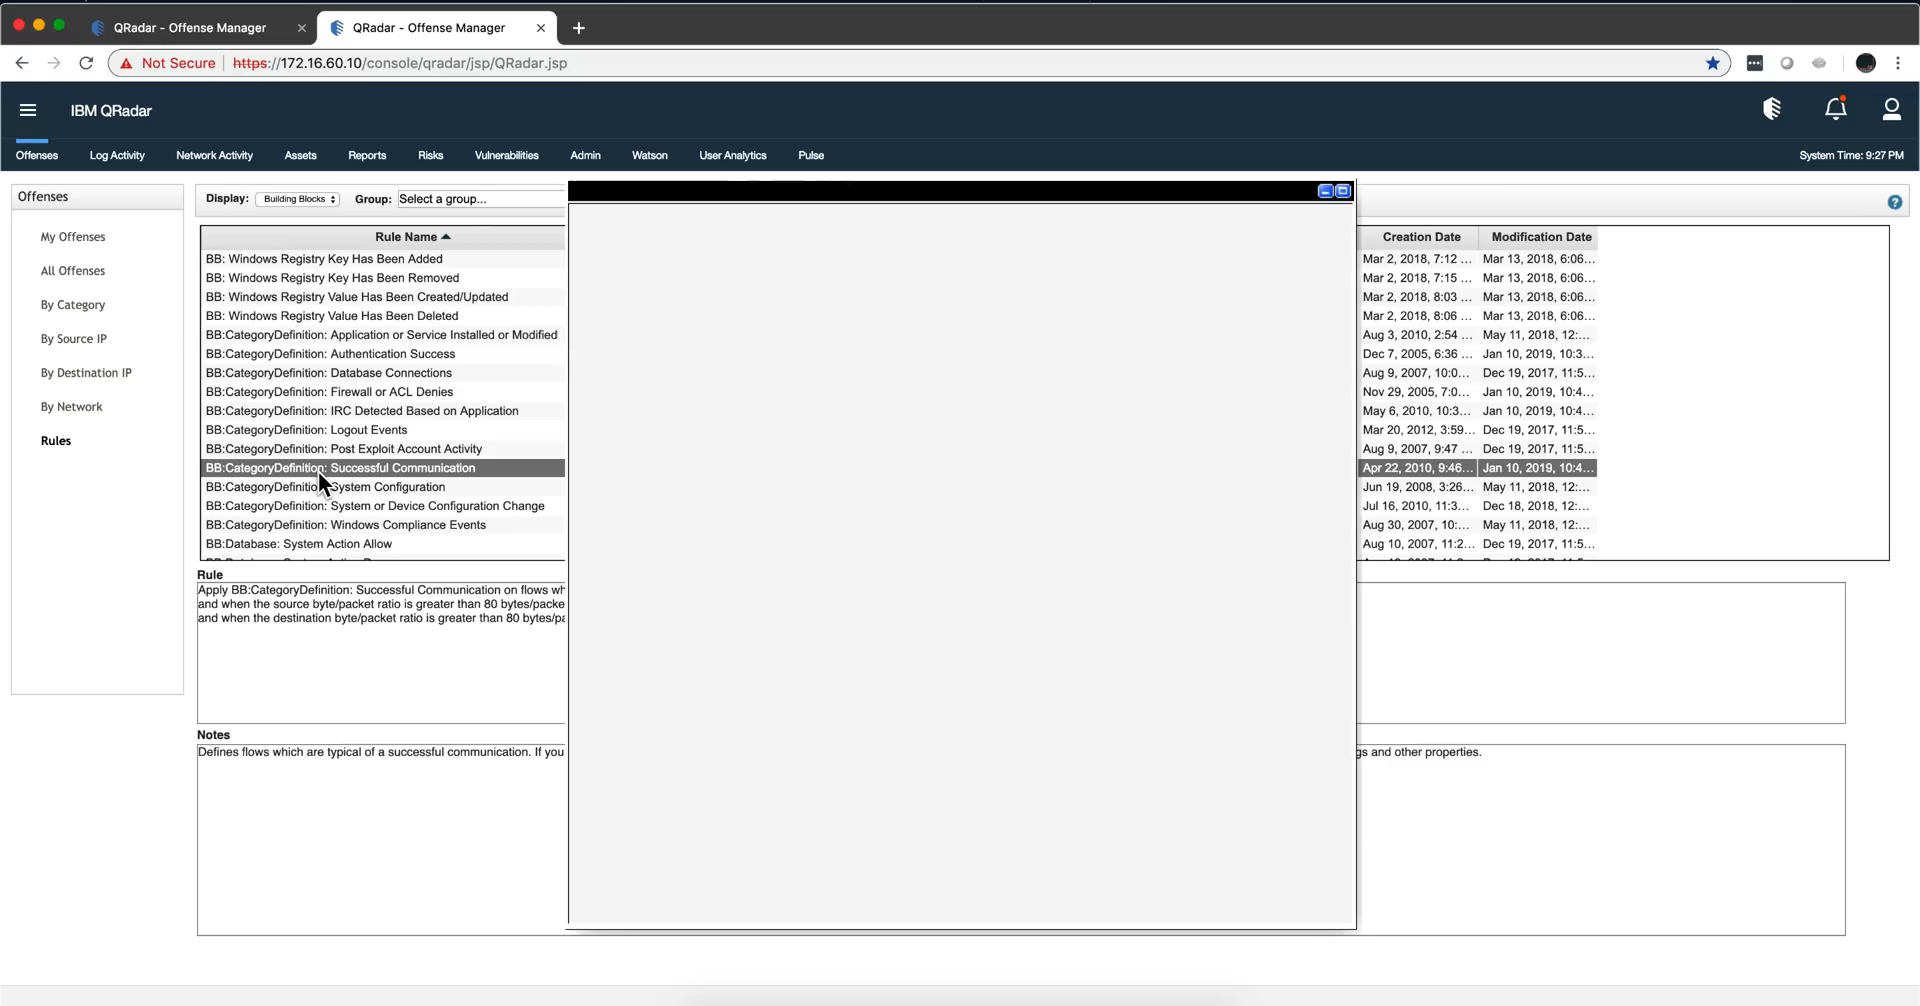 QRadar - Offense Manager
QRadar - Offense Manager
Not Secure https://172.16.60.10/console/qradar/jsp/QRadar.jsp
IBM QRadar
Offenses Log Activity Network Activity Assets Reports Risks Vulnerabilities Admin Watson User Analytics Pulse System Time: 9:27 PM
Offenses
My Offenses
All Offenses
By Category
By Source IP
By Destination IP
By Network
Rules
Display: Building Blocks Group: Select a group...
Rule Name Creation Date Modification Date
BB: Windows Registry Key Has Been Added Mar 2, 2018, 7:12 ... Mar 13, 2018, 6:06...
BB: Windows Registry Key Has Been Removed Mar 2, 2018, 7:15 ... Mar 13, 2018, 6:06...
BB: Windows Registry Value Has Been Created/Updated Mar 2, 2018, 8:03 ... Mar 13, 2018, 6:06...
BB: Windows Registry Value Has Been Deleted Mar 2, 2018, 8:06 ... Mar 13, 2018, 6:06...
BB:CategoryDefinition: Application or Service Installed or Modified Aug 3, 2010, 2:54 ... May 11, 2018, 12:...
BB:CategoryDefinition: Authentication Success Dec 7, 2005, 6:36 ... Jan 10, 2019, 10:3...
BB:CategoryDefinition: Database Connections Aug 9, 2007, 10:0... Dec 19, 2017, 11:5...
BB:CategoryDefinition: Firewall or ACL Denies Nov 29, 2005, 7:0... Jan 10, 2019, 10:4...
BB:CategoryDefinition: IRC Detected Based on Application May 6, 2010, 10:3... Jan 10, 2019, 10:4...
BB:CategoryDefinition: Logout Events Mar 20, 2012, 3:59... Dec 19, 2017, 11:5...
BB:CategoryDefinition: Post Exploit Account Activity Aug 9, 2007, 9:47 ... Dec 19, 2017, 11:5...
BB:CategoryDefinition: Successful Communication Apr 22, 2010, 9:46... Jan 10, 2019, 10:4...
BB:CategoryDefinition: System Configuration Jun 19, 2008, 3:26... May 11, 2018, 12:...
BB:CategoryDefinition: System or Device Configuration Change Jul 16, 2010, 11:3... Dec 18, 2018, 12:...
BB:CategoryDefinition: Windows Compliance Events Aug 30, 2007, 10:... May 11, 2018, 12:...
BB:Database: System Action Allow Aug 10, 2007, 11:2... Dec 19, 2017, 11:5...
Rule
Apply BB:CategoryDefinition: Successful Communication on flows wh
and when the source byte/packet ratio is greater than 80 bytes/packe
and when the destination byte/packet ratio is greater than 80 bytes/pa
Notes
Defines flows which are typical of a successful communication. If you gs and other properties.